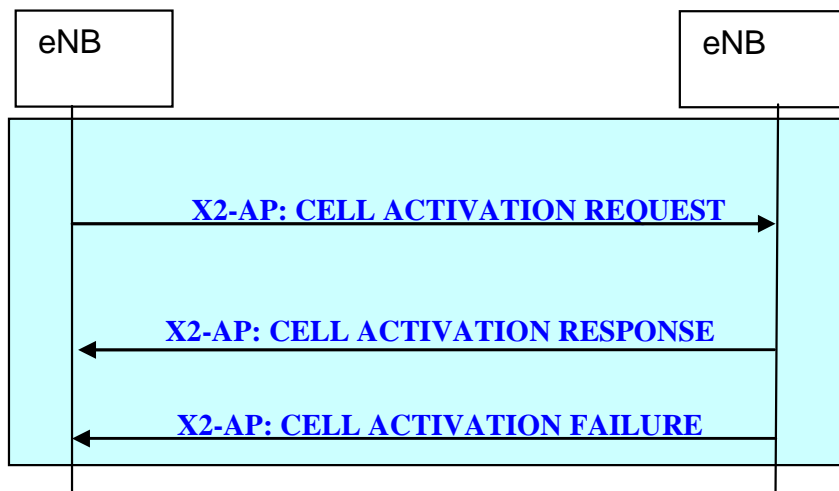 eNB
eNB
X2-AP: CELL ACTIVATION REQUEST
X2-AP: CELL ACTIVATION RESPONSE
X2-AP: CELL ACTIVATION FAILURE